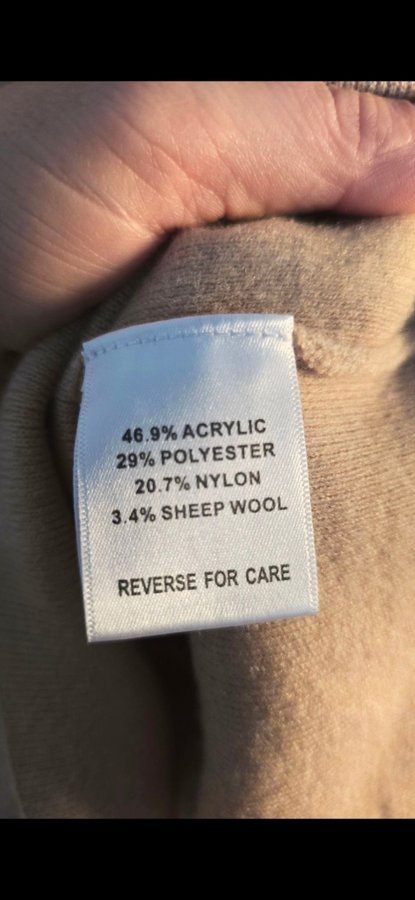 46.9% ACRYLIC
29% POLYESTER
20.7% NYLON
3.4% SHEEP WOOL
REVERSE FOR CARE